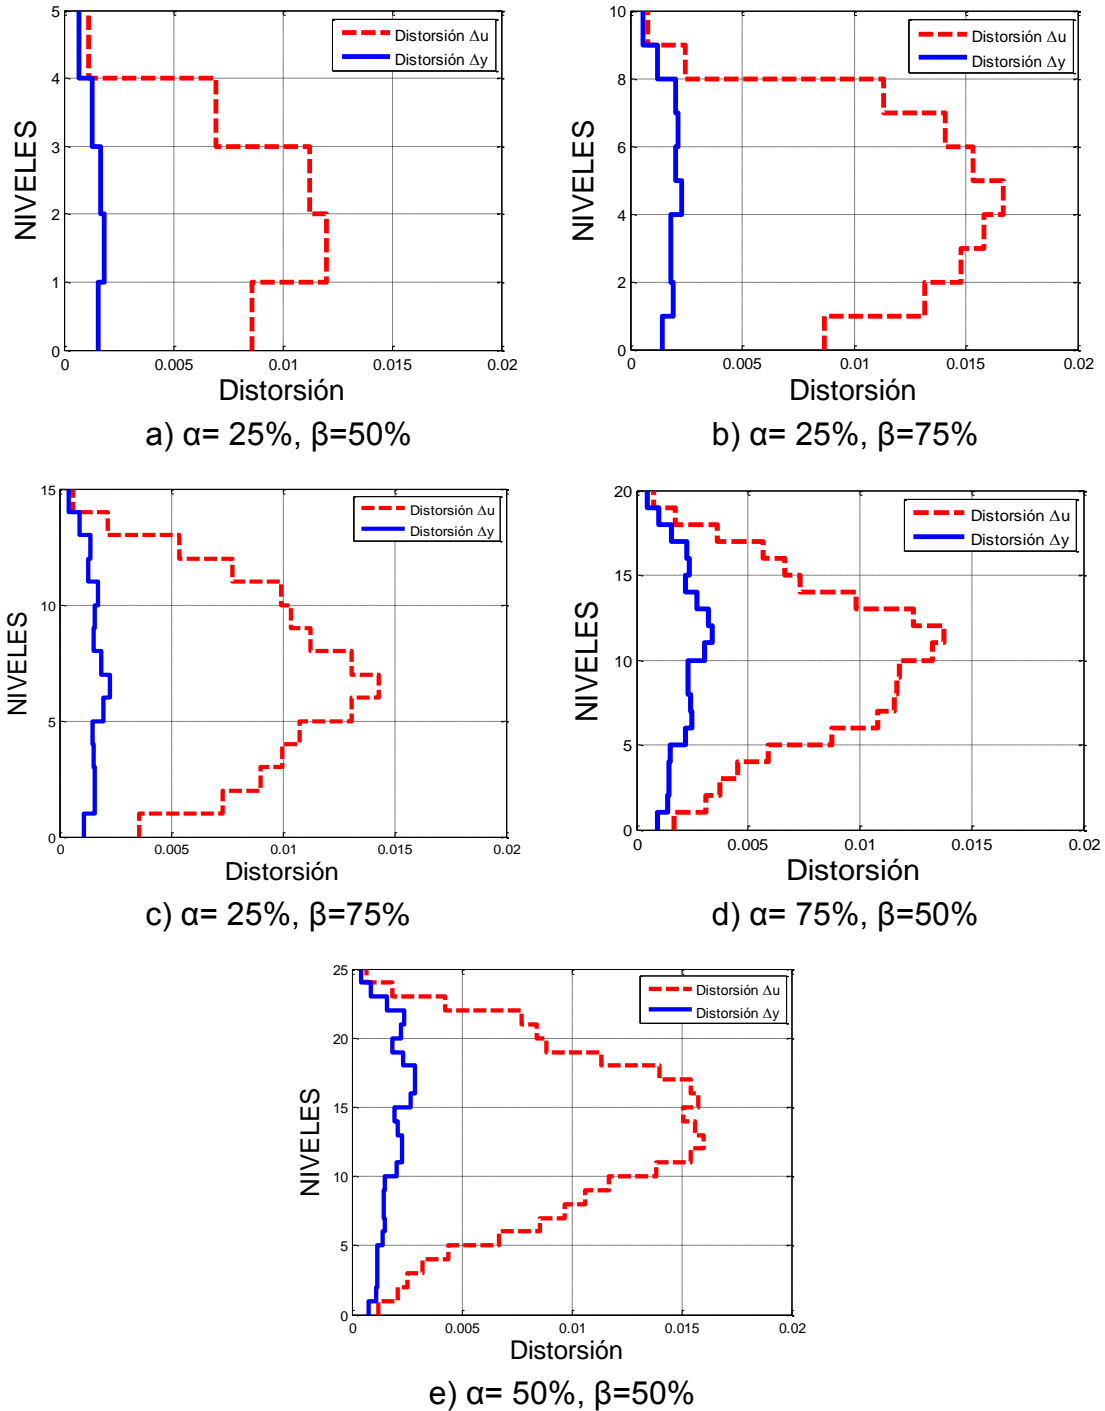 5
4
3
2
1
0
NIVELES
Distorsión Δu
Distorsión Δy
0 0.005 0.01 0.015 0.02
Distorsión
a) α= 25%, β=50%
10
8
6
4
2
0
NIVELES
Distorsión Δu
Distorsión Δy
0 0.005 0.01 0.015 0.02
Distorsión
b) α= 25%, β=75%
15
10
5
0
NIVELES
Distorsión Δu
Distorsión Δy
0 0.005 0.01 0.015 0.02
Distorsión
c) α= 25%, β=75%
20
15
10
5
0
NIVELES
Distorsión Δu
Distorsión Δy
0 0.005 0.01 0.015 0.02
Distorsión
d) α= 75%, β=50%
25
20
15
10
5
0
NIVELES
Distorsión Δu
Distorsión Δy
0 0.005 0.01 0.015 0.02
Distorsión
e) α= 50%, β=50%